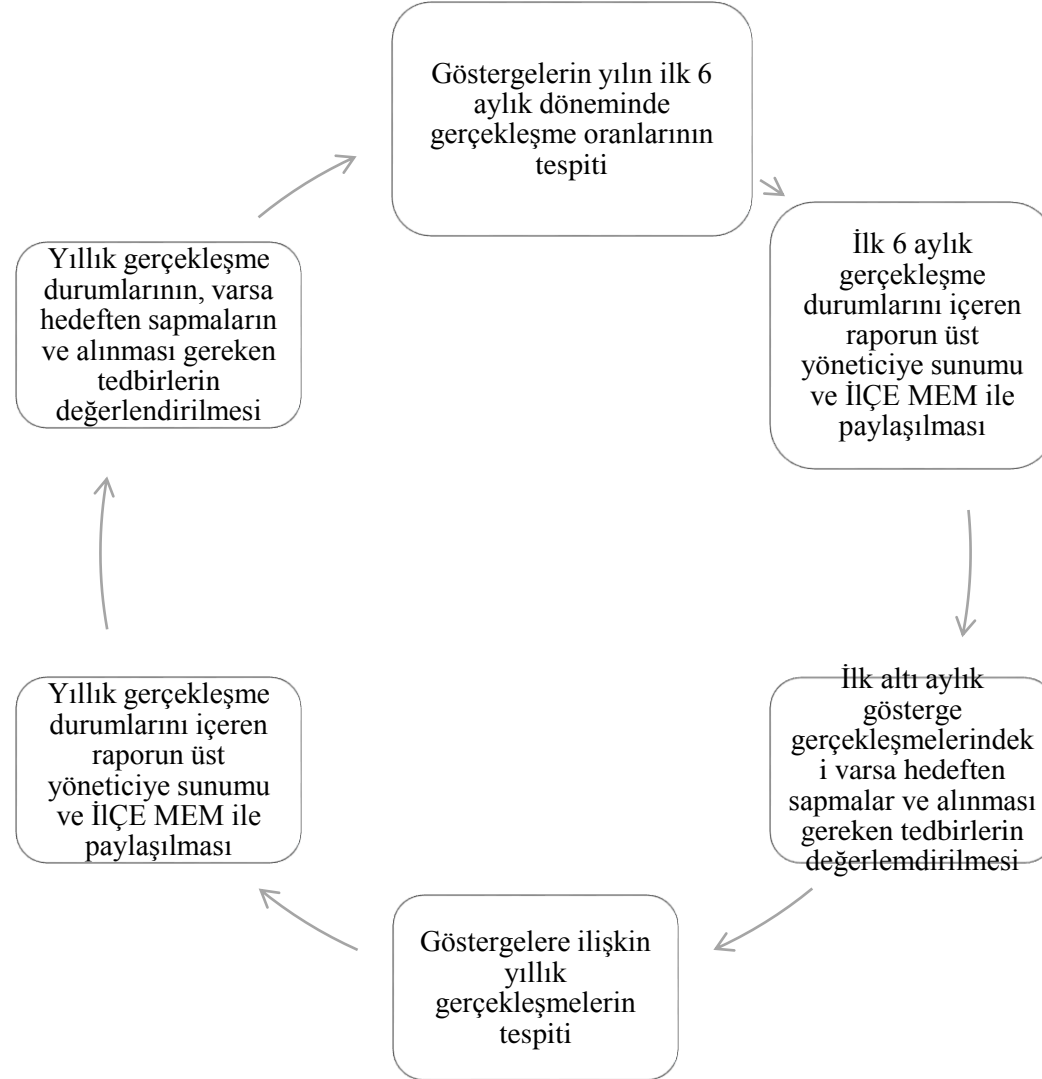 Göstergelerin yılın ilk 6
aylık döneminde
gerçekleşme oranlarının
tespiti
İlk 6 aylık
gerçekleşme
durumlarını içeren
raporun üst
yöneticiye sunumu
ve İlÇE MEM ile
paylaşılması
İlk altı aylık
gösterge
gerçekleşmelerindek
i varsa hedeften
sapmalar ve alınması
gereken tedbirlerin
değerlemdirilmesi
Göstergelere ilişkin
yıllık
gerçekleşmelerin
tespiti
Yıllık gerçekleşme
durumlarını içeren
raporun üst
yöneticiye sunumu
ve İlÇE MEM ile
paylaşılması
Yıllık gerçekleşme
durumlarının, varsa
hedeften sapmaların
ve alınması gereken
tedbirlerin
değerlendirilmesi